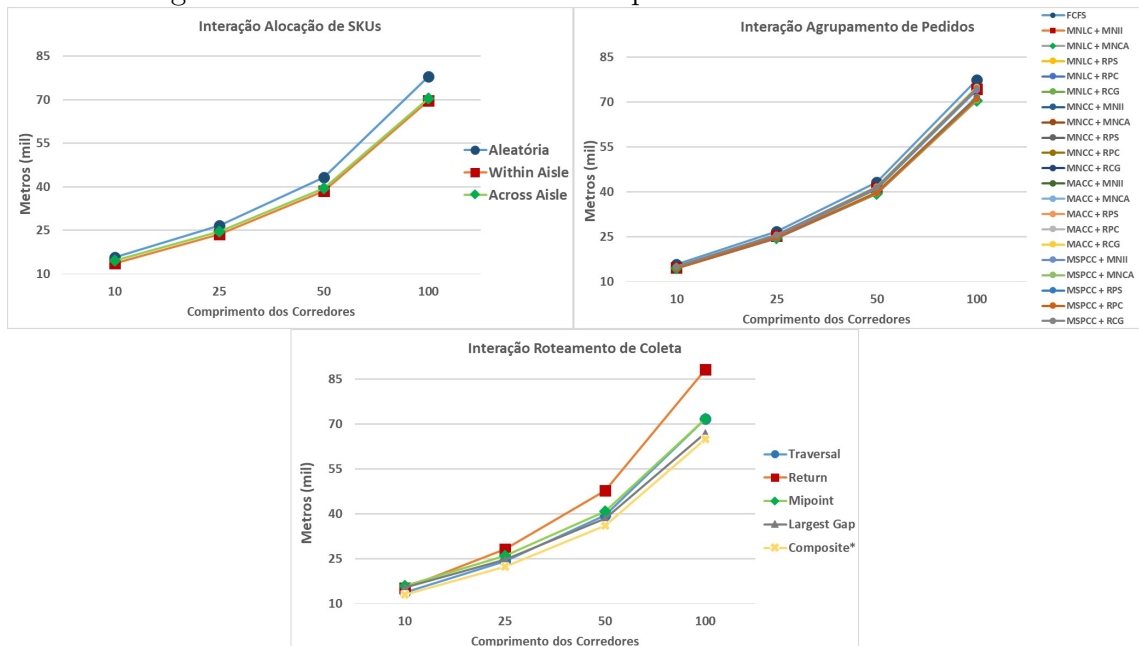 Interação Alocação de SKUs
85
70
55
40
25
10
Metros (mil)
10 25 50 100
Comprimento dos Corredores
Aleatória
Within Aisle
Across Aisle
Interação Agrupamento de Pedidos
85
70
55
40
25
10
Metros (mil)
10 25 50 100
Comprimento dos Corredores
FCFS
MNLC + MNII
MNLC + MNCA
MNLC + RPS
MNLC + RPC
MNLC + RCG
MNCC + MNII
MNCC + MNCA
MNCC + RPS
MNCC + RPC
MNCC + RCG
MACC + MNII
MACC + MNCA
MACC + RPS
MACC + RPC
MACC + RCG
MSPCC + MNII
MSPCC + MNCA
MSPCC + RPS
MSPCC + RPC
MSPCC + RCG
Interação Roteamento de Coleta
85
70
55
40
25
10
Metros (mil)
10 25 50 100
Comprimento dos Corredores
Traversal
Return
Mipoint
Largest Gap
Composite*